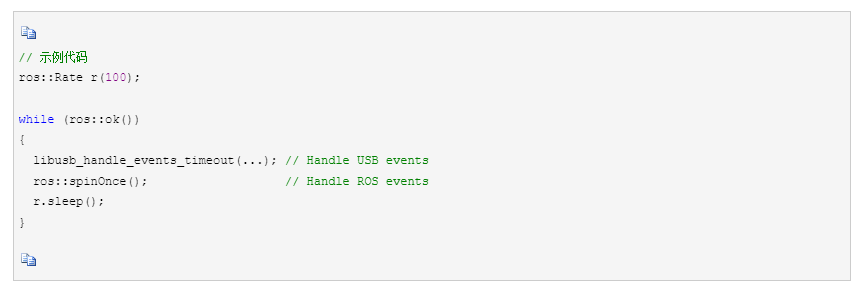 // 示例代码
ros::Rate r(100);
while (ros::ok())
{
libusb_handle_events_timeout(...); // Handle USB events
ros::spinOnce(); // Handle ROS events
r.sleep();
}